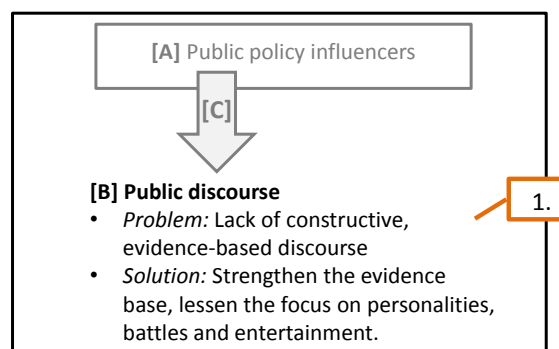 [A] Public policy influencers
[C]
[B] Public discourse
• Problem: Lack of constructive,
evidence-based discourse
1.
• Solution: Strengthen the evidence
base, lessen the focus on personalities,
battles and entertainment.